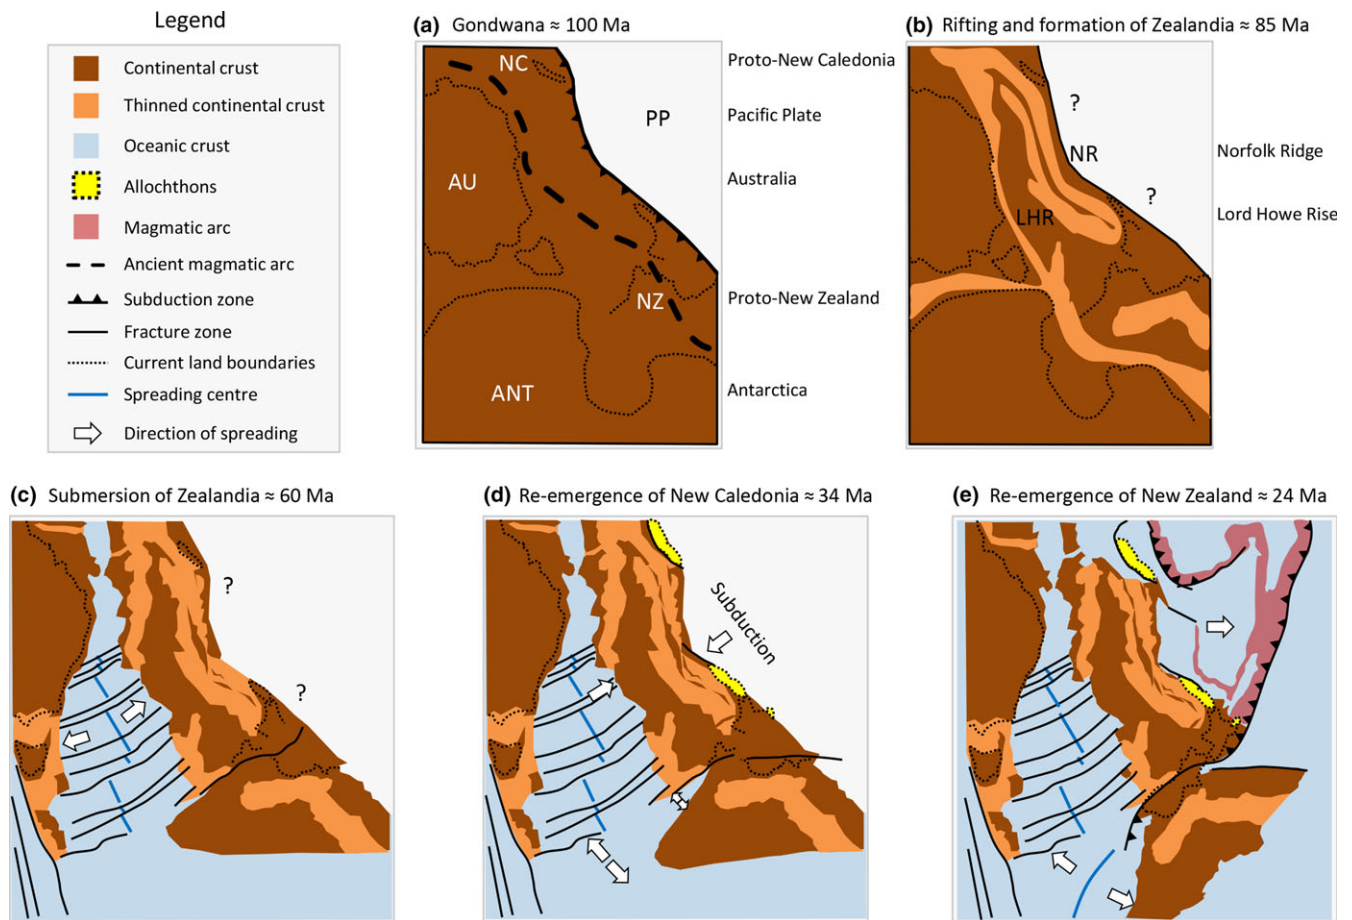 Legend
Continental crust
Thinned continental crust
Oceanic crust
Allochthons
Magmatic arc
Ancient magmatic arc
Subduction zone
Fracture zone
Current land boundaries
Spreading centre
Direction of spreading
(a) Gondwana ≈ 100 Ma
NC
PP
AU
NZ
ANT
Proto-New Caledonia
Pacific Plate
Australia
Proto-New Zealand
Antarctica
(b) Rifting and formation of Zealandia ≈ 85 Ma
?
NR
?
LHR
Norfolk Ridge
Lord Howe Rise
(c) Submersion of Zealandia ≈ 60 Ma
?
?
(d) Re-emergence of New Caledonia ≈ 34 Ma
Subduction
(e) Re-emergence of New Zealand ≈ 24 Ma